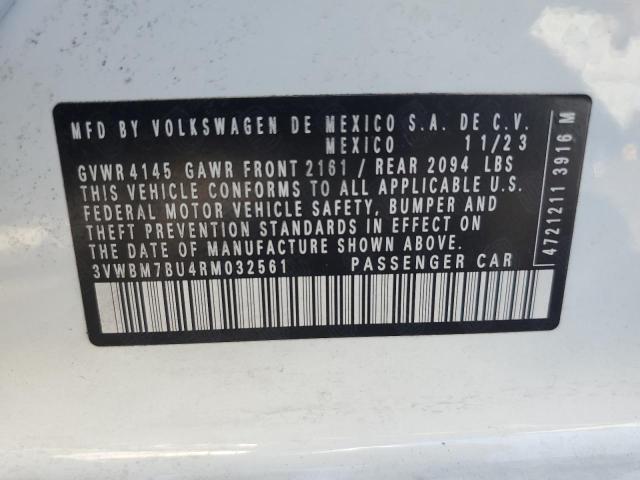 MFD BY VOLKSWAGEN DE MEXICO S.A. DE C.V.
MEXICO 11/23
GVWR 4145 GAWR FRONT 2161 / REAR 2094 LBS
THIS VEHICLE CONFORMS TO ALL APPLICABLE U.S.
FEDERAL MOTOR VEHICLE SAFETY, BUMPER AND
THEFT PREVENTION STANDARDS IN EFFECT ON
THE DATE OF MANUFACTURE SHOWN ABOVE.
3VWBM7BU4RM032561 PASSENGER CAR
4721211 3916 M